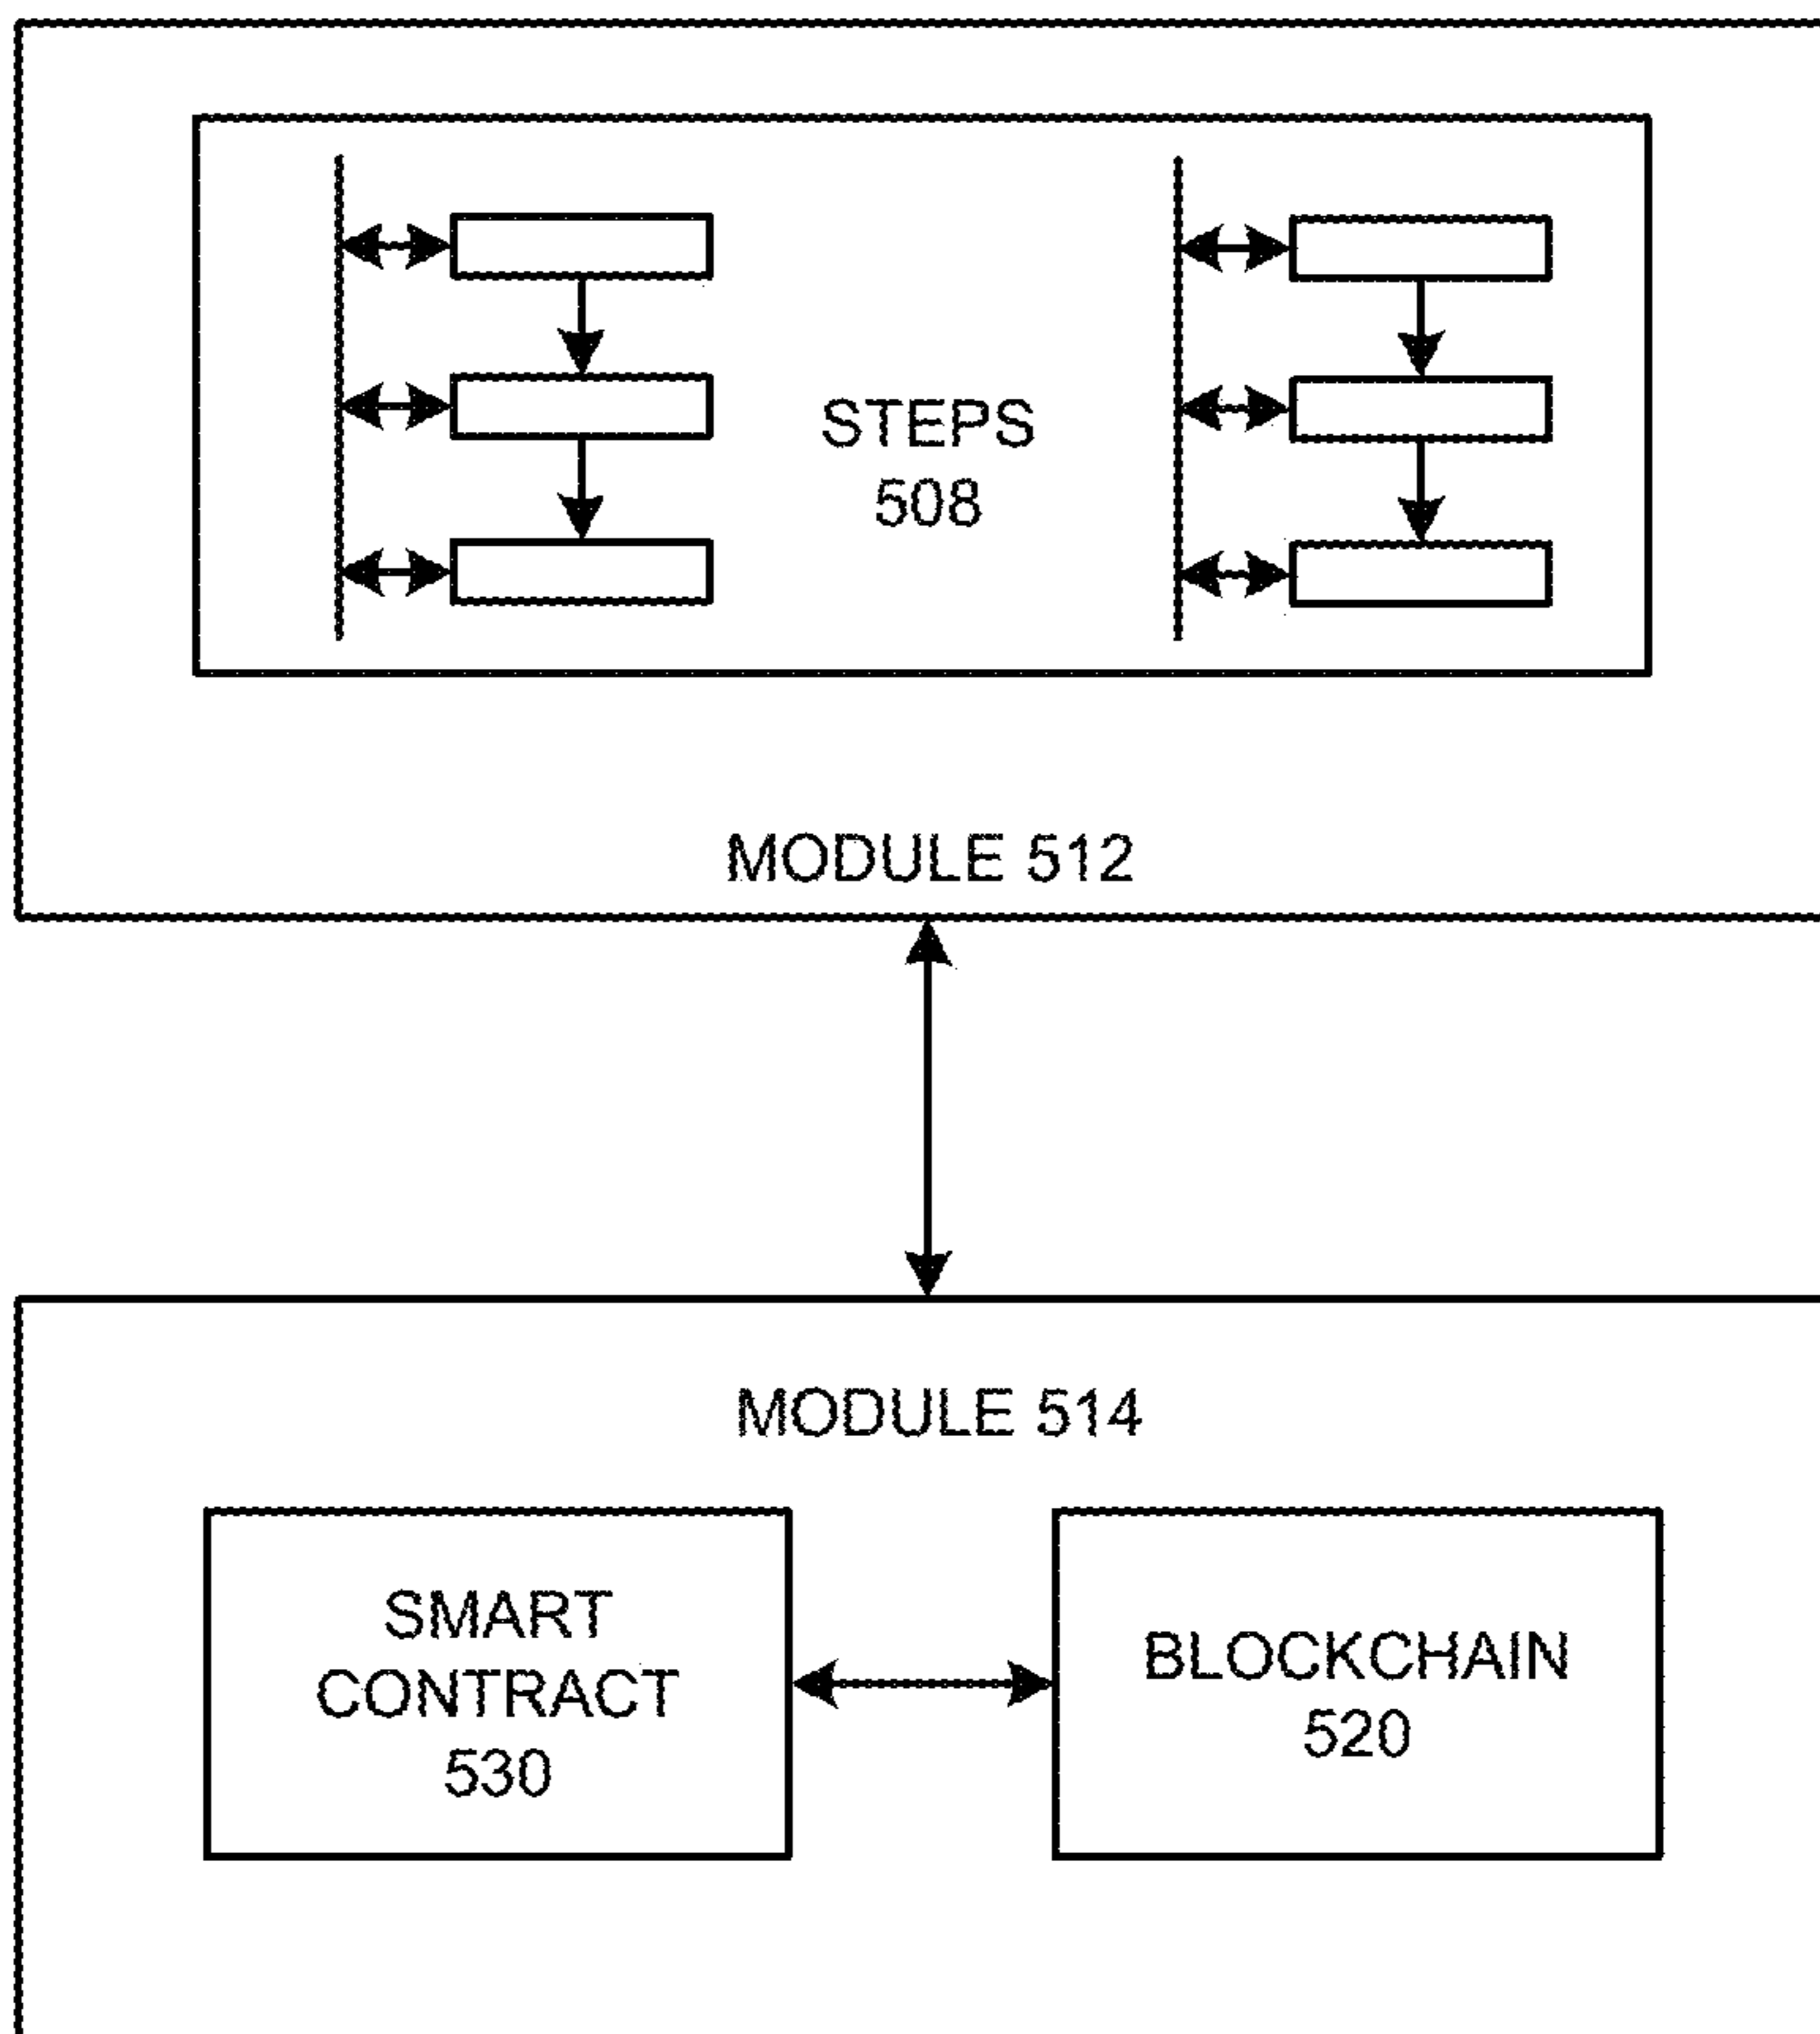 STEPS
508
MODULE 512
MODULE 514
SMART
CONTRACT
530
BLOCKCHAIN
520